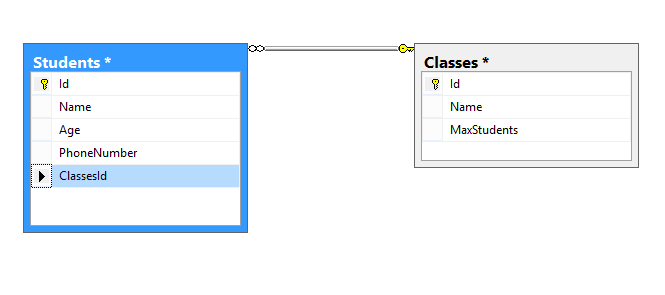 Students *
Id
Name
Age
PhoneNumber
ClassesId
Classes *
Id
Name
MaxStudents